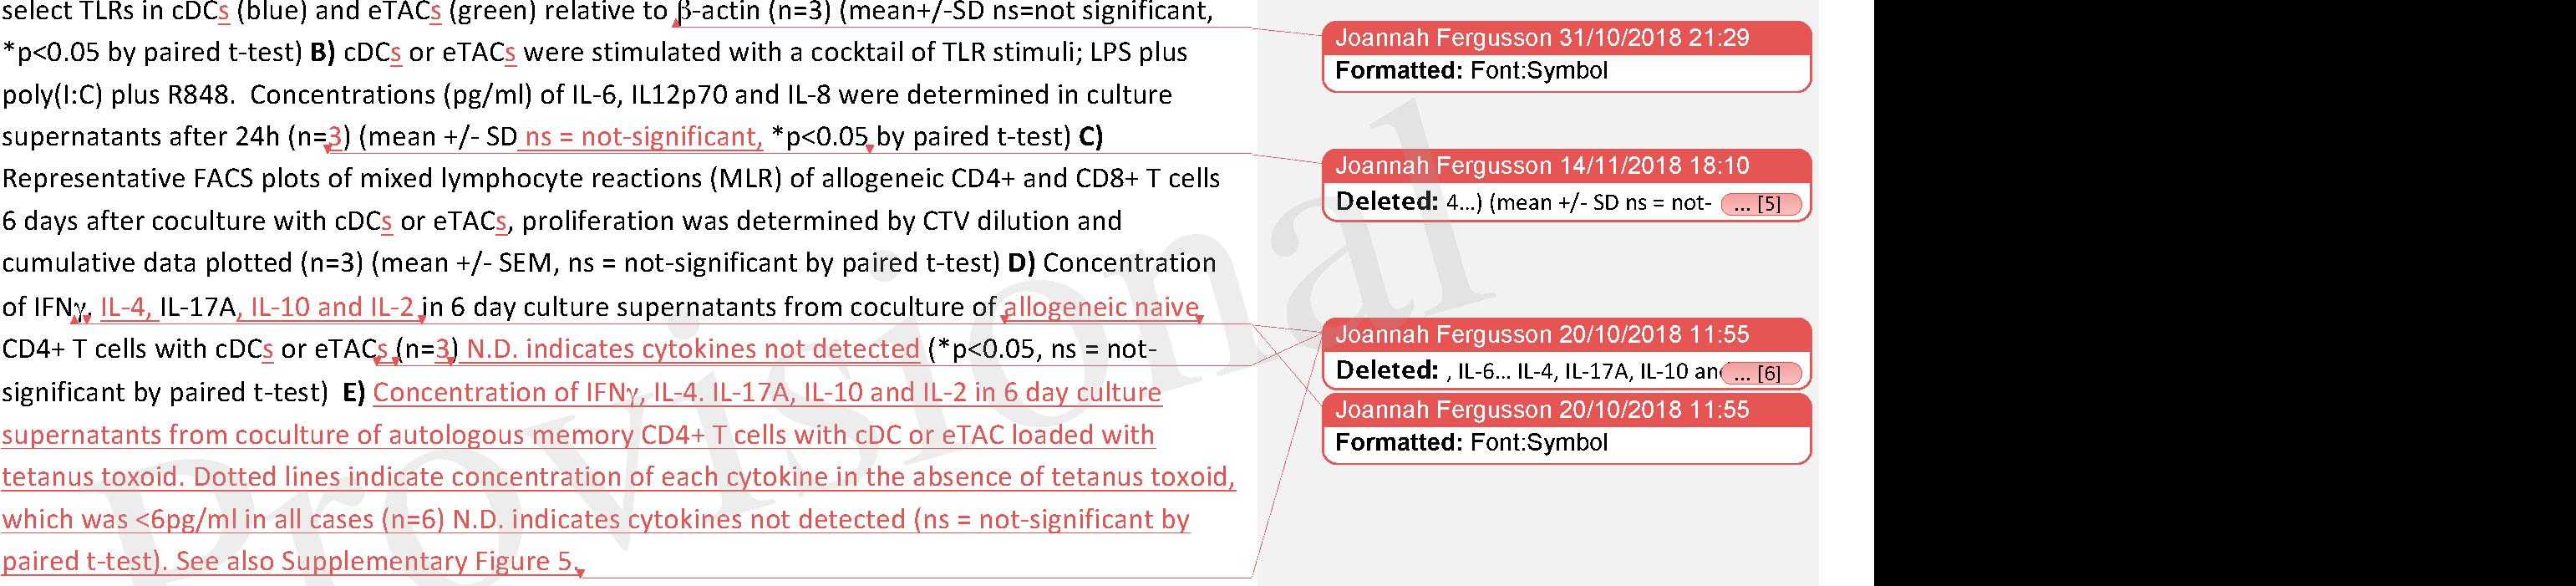 select TLRs in cDCs (blue) and eTACs (green) relative to β-actin (n=3) (mean+/-SD ns=not significant,
*p<0.05 by paired t-test) B) cDCs or eTACs were stimulated with a cocktail of TLR stimuli; LPS plus
poly(I:C) plus R848.  Concentrations (pg/ml) of IL-6, IL12p70 and IL-8 were determined in culture
supernatants after 24h (n=3) (mean +/- SD ns = not-significant, *p<0.05 by paired t-test) C)
Representative FACS plots of mixed lymphocyte reactions (MLR) of allogeneic CD4+ and CD8+ T cells
6 days after coculture with cDCs or eTACs, proliferation was determined by CTV dilution and
cumulative data plotted (n=3) (mean +/- SEM, ns = not-significant by paired t-test) D) Concentration
of IFNγ, IL-4, IL-17A, IL-10 and IL-2 in 6 day culture supernatants from coculture of allogeneic naive
CD4+ T cells with cDCs or eTACs (n=3) N.D. indicates cytokines not detected (*p<0.05, ns = not-
significant by paired t-test)  E) Concentration of IFNγ, IL-4. IL-17A, IL-10 and IL-2 in 6 day culture
supernatants from coculture of autologous memory CD4+ T cells with cDC or eTAC loaded with
tetanus toxoid. Dotted lines indicate concentration of each cytokine in the absence of tetanus toxoid,
which was <6pg/ml in all cases (n=6) N.D. indicates cytokines not detected (ns = not-significant by
paired t-test). See also Supplementary Figure 5.
Joannah Fergusson 31/10/2018 21:29
Formatted: Font:Symbol
Joannah Fergusson 14/11/2018 18:10
Deleted: 4...) (mean +/- SD ns = not- ... [5]
Joannah Fergusson 20/10/2018 11:55
Deleted: , IL-6... IL-4, IL-17A, IL-10 an ... [6]
Joannah Fergusson 20/10/2018 11:55
Formatted: Font:Symbol
Provisional